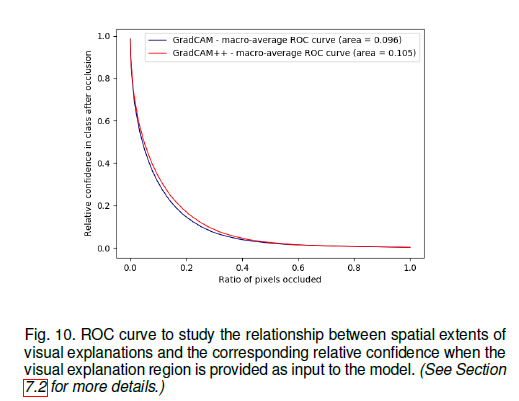 GradCAM - macro-average ROC curve (area = 0.096)
GradCAM++ - macro-average ROC curve (area = 0.105)
1.0
0.8
0.6
0.4
0.2
0.0
Relative confidence in class after occlusion
0.0 0.2 0.4 0.6 0.8 1.0
Ratio of pixels occluded
Fig. 10. ROC curve to study the relationship between spatial extents of
visual explanations and the corresponding relative confidence when the
visual explanation region is provided as input to the model. (See Section
7.2 for more details.)